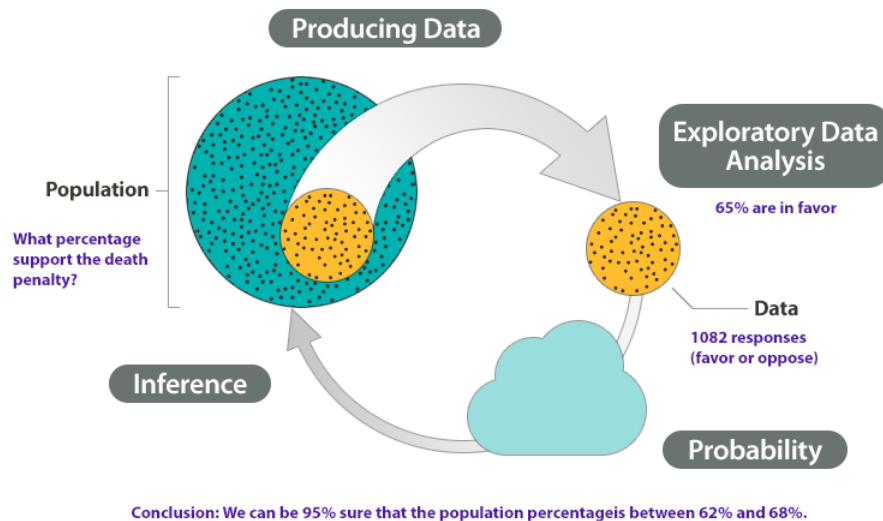 Producing Data
Exploratory Data
Analysis
65% are in favor
Population
What percentage
support the death
penalty?
Data
1082 responses
(favor or oppose)
Inference
Probability
Conclusion: We can be 95% sure that the population percentageis between 62% and 68%.